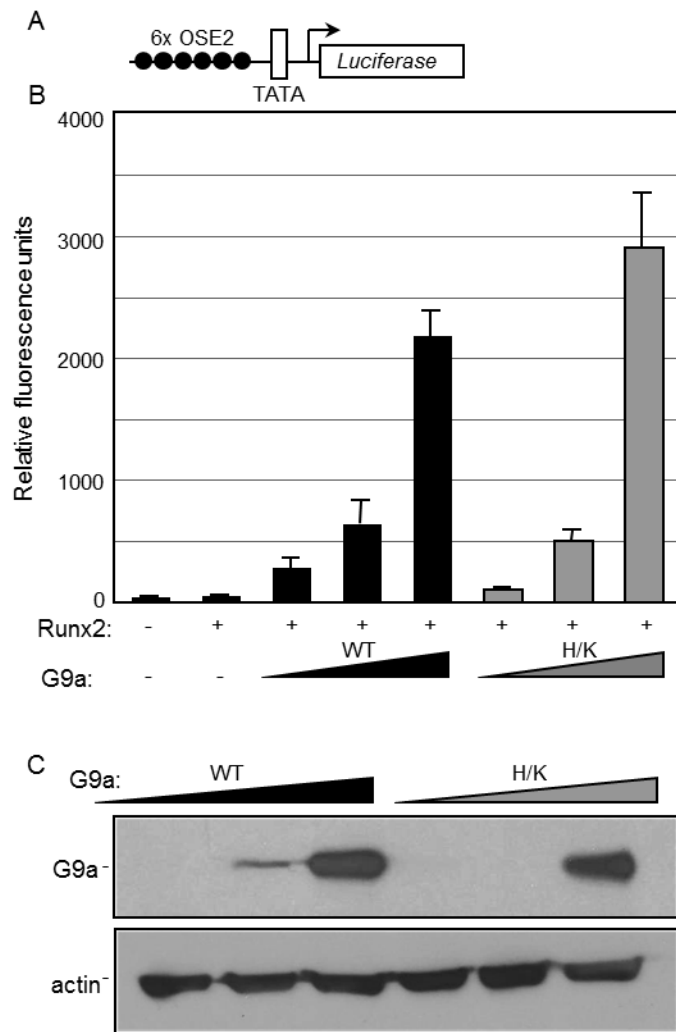 A
6x OSE2
Luciferase
TATA
B
4000
3000
2000
1000
0
Relative fluorescence units
Runx2: - + + + + + + +
WT H/K
G9a: - -
C
G9a: WT H/K
G9a-
actin-